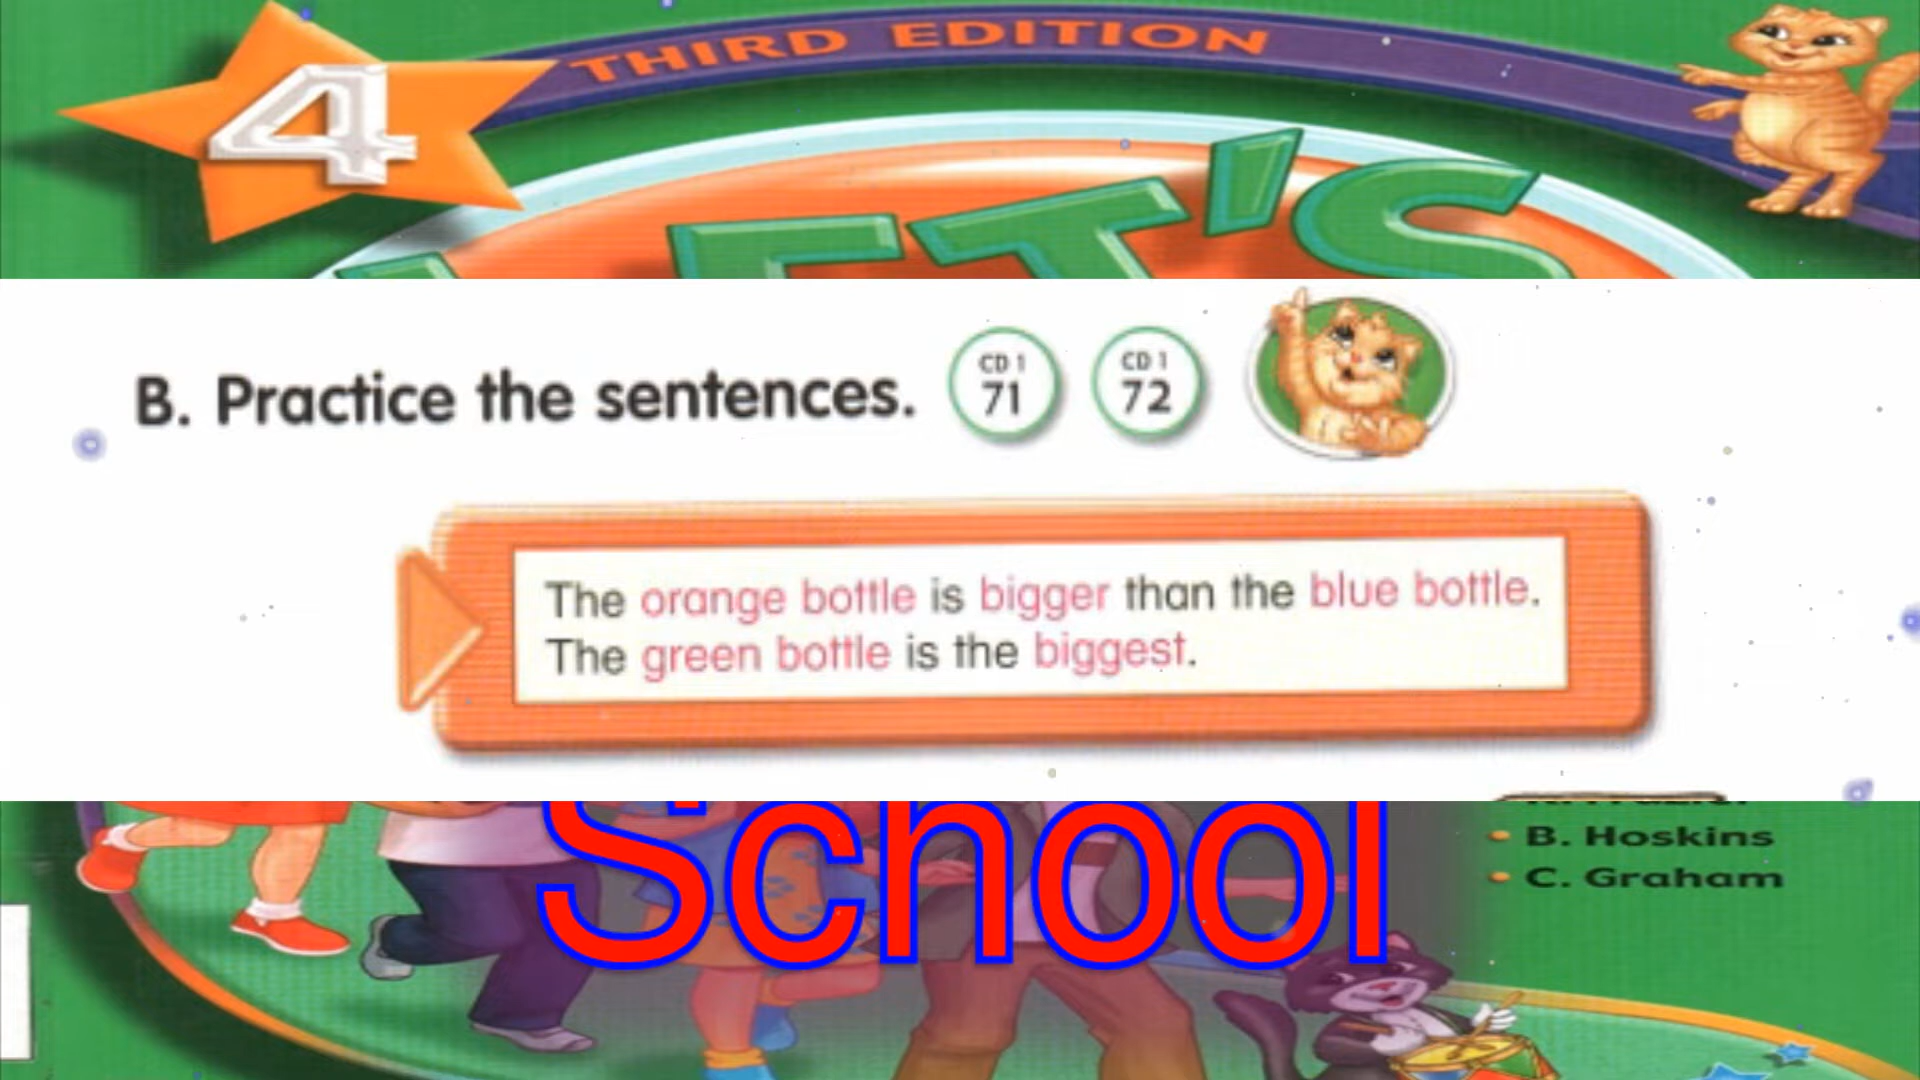 4
THIRD EDITION
LET'S
B. Practice the sentences.
CD 1
71
CD 1
72
The orange bottle is bigger than the blue bottle.
The green bottle is the biggest.
School
B. Hoskins
C. Graham